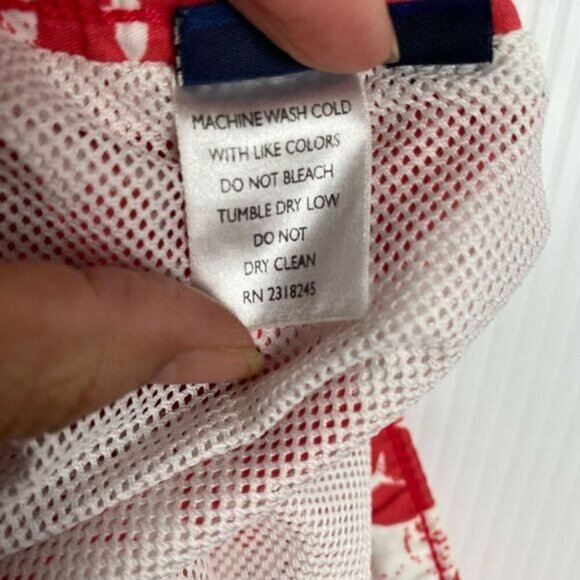 MACHINE WASH COLD
WITH LIKE COLORS
DO NOT BLEACH
TUMBLE DRY LOW
DO NOT
DRY CLEAN
RN 2318245